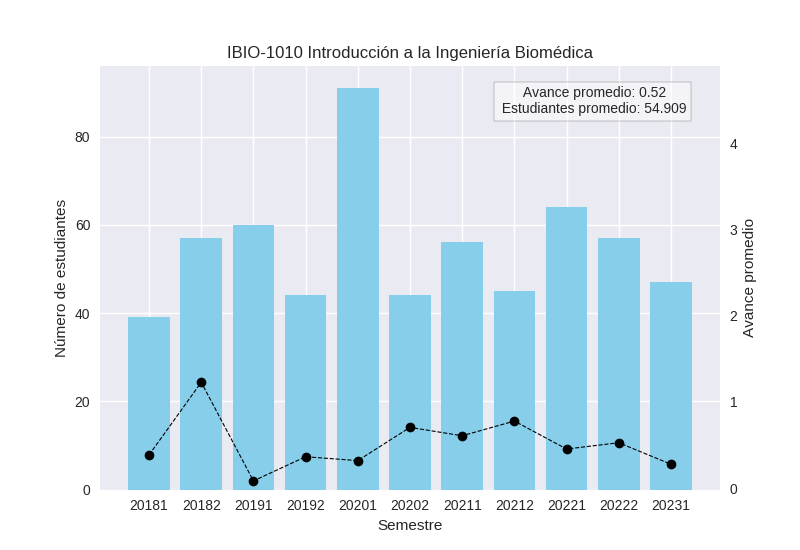 IBIO-1010 Introducción a la Ingeniería Biomédica
Avance promedio: 0.52
Estudiantes promedio: 54.909
Número de estudiantes
80
60
40
20
0
Avance promedio
4
3
2
1
0
20181 20182 20191 20192 20201 20202 20211 20212 20221 20222 20231
Semestre